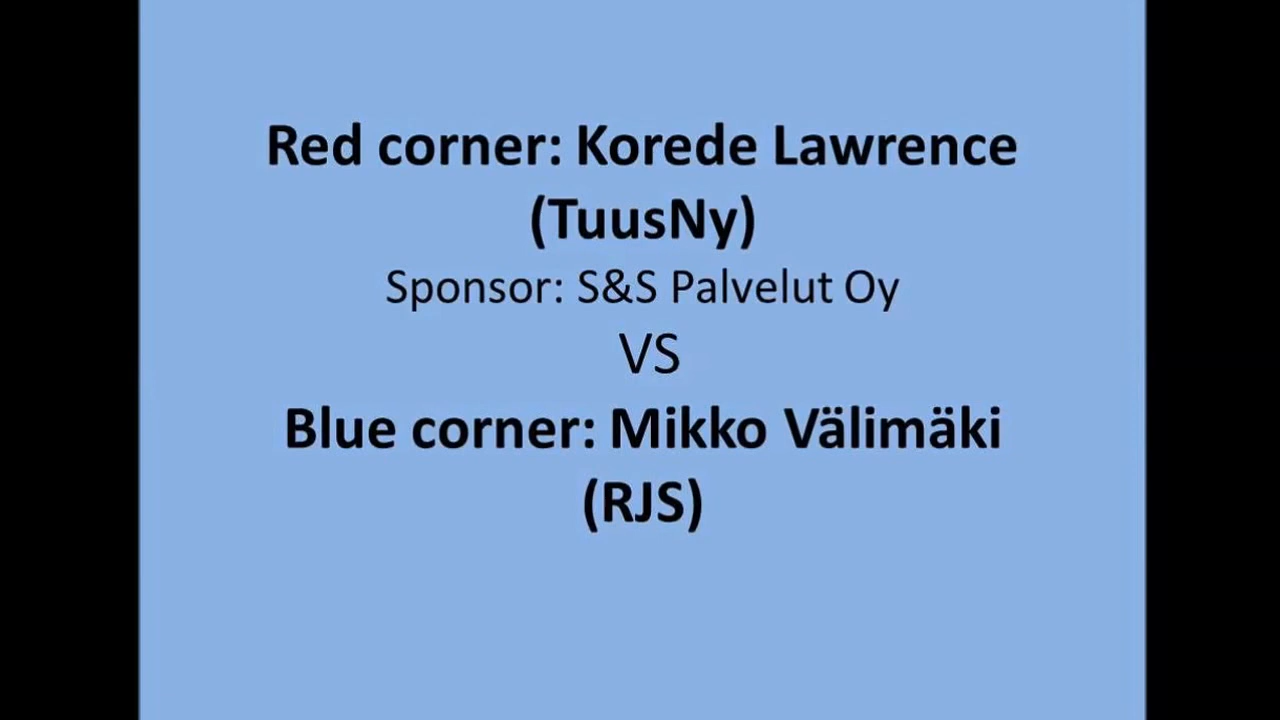 Red corner: Korede Lawrence
(TuusNy)
Sponsor: S&S Palvelut Oy
VS
Blue corner: Mikko Välimäki
(RJS)